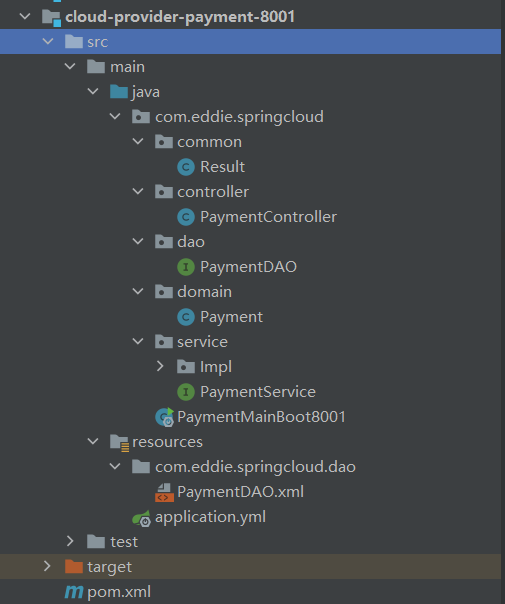 cloud-provider-payment-8001
src
main
java
com.eddie.springcloud
common
Result
controller
PaymentController
dao
PaymentDAO
domain
Payment
service
Impl
PaymentService
PaymentMainBoot8001
resources
com.eddie.springcloud.dao
PaymentDAO.xml
application.yml
test
target
pom.xml